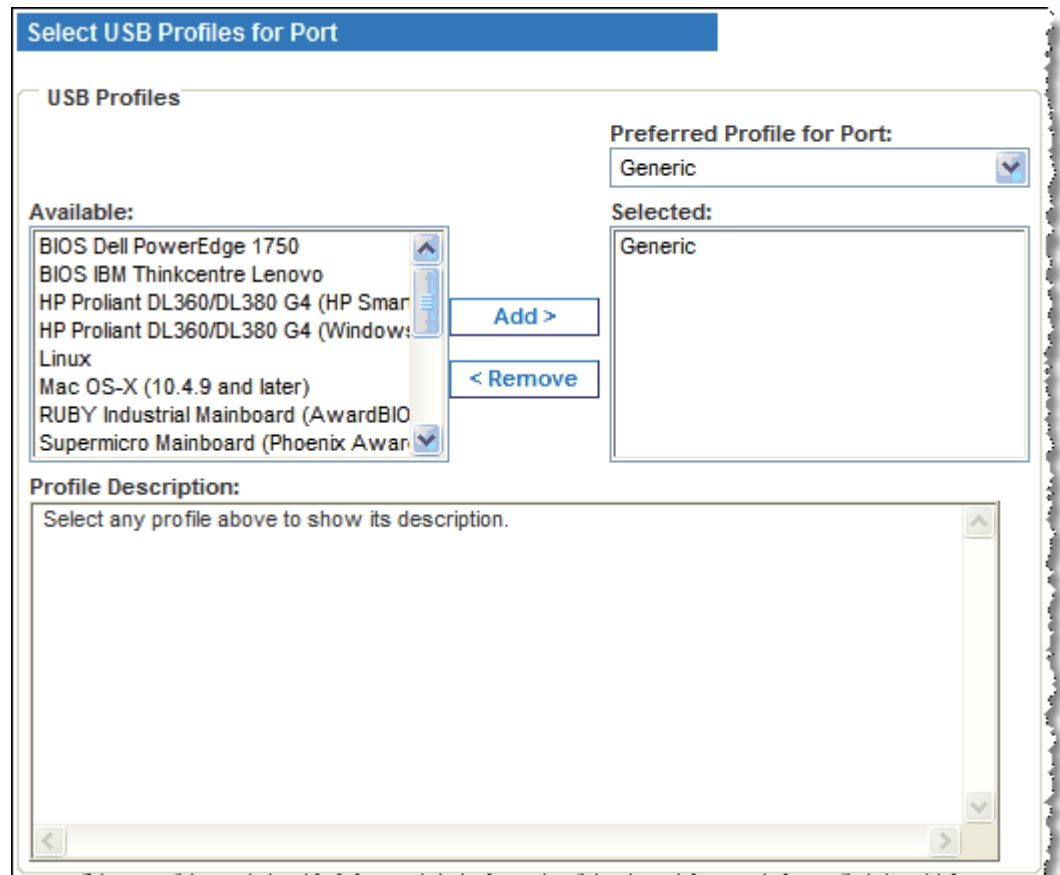 Select USB Profiles for Port
USB Profiles
Preferred Profile for Port:
Generic
Available:
BIOS Dell PowerEdge 1750
BIOS IBM Thinkcentre Lenovo
HP Proliant DL360/DL380 G4 (HP Smart
HP Proliant DL360/DL380 G4 (Windows
Linux
Mac OS-X (10.4.9 and later)
RUBY Industrial Mainboard (AwardBIO
Supermicro Mainboard (Phoenix Awar
Add >
< Remove
Selected:
Generic
Profile Description:
Select any profile above to show its description.